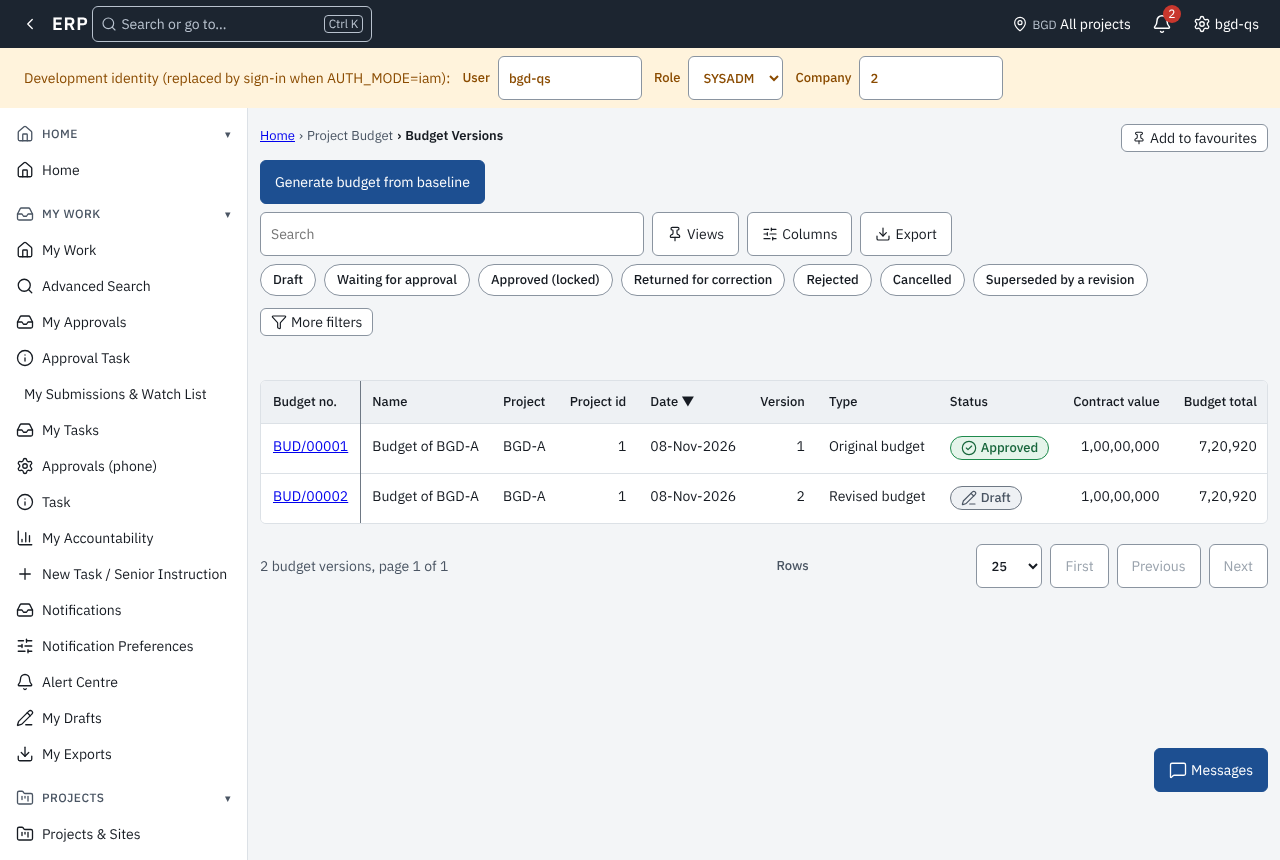 ERP Search or go to... Ctrl K BGD All projects 2 bgd-qs
Development identity (replaced by sign-in when AUTH_MODE=iam): User bgd-qs Role SYSADM Company 2
HOME
Home
MY WORK
My Work
Advanced Search
My Approvals
Approval Task
My Submissions & Watch List
My Tasks
Approvals (phone)
Task
My Accountability
New Task / Senior Instruction
Notifications
Notification Preferences
Alert Centre
My Drafts
My Exports
PROJECTS
Projects & Sites
Home › Project Budget › Budget Versions Add to favourites
Generate budget from baseline
Search Views Columns Export
Draft Waiting for approval Approved (locked) Returned for correction Rejected Cancelled Superseded by a revision
More filters
Budget no. Name Project Project id Date ▼ Version Type Status Contract value Budget total
BUD/00001 Budget of BGD-A BGD-A 1 08-Nov-2026 1 Original budget Approved 1,00,00,000 7,20,920
BUD/00002 Budget of BGD-A BGD-A 1 08-Nov-2026 2 Revised budget Draft 1,00,00,000 7,20,920
2 budget versions, page 1 of 1 Rows 25 First Previous Next
Messages